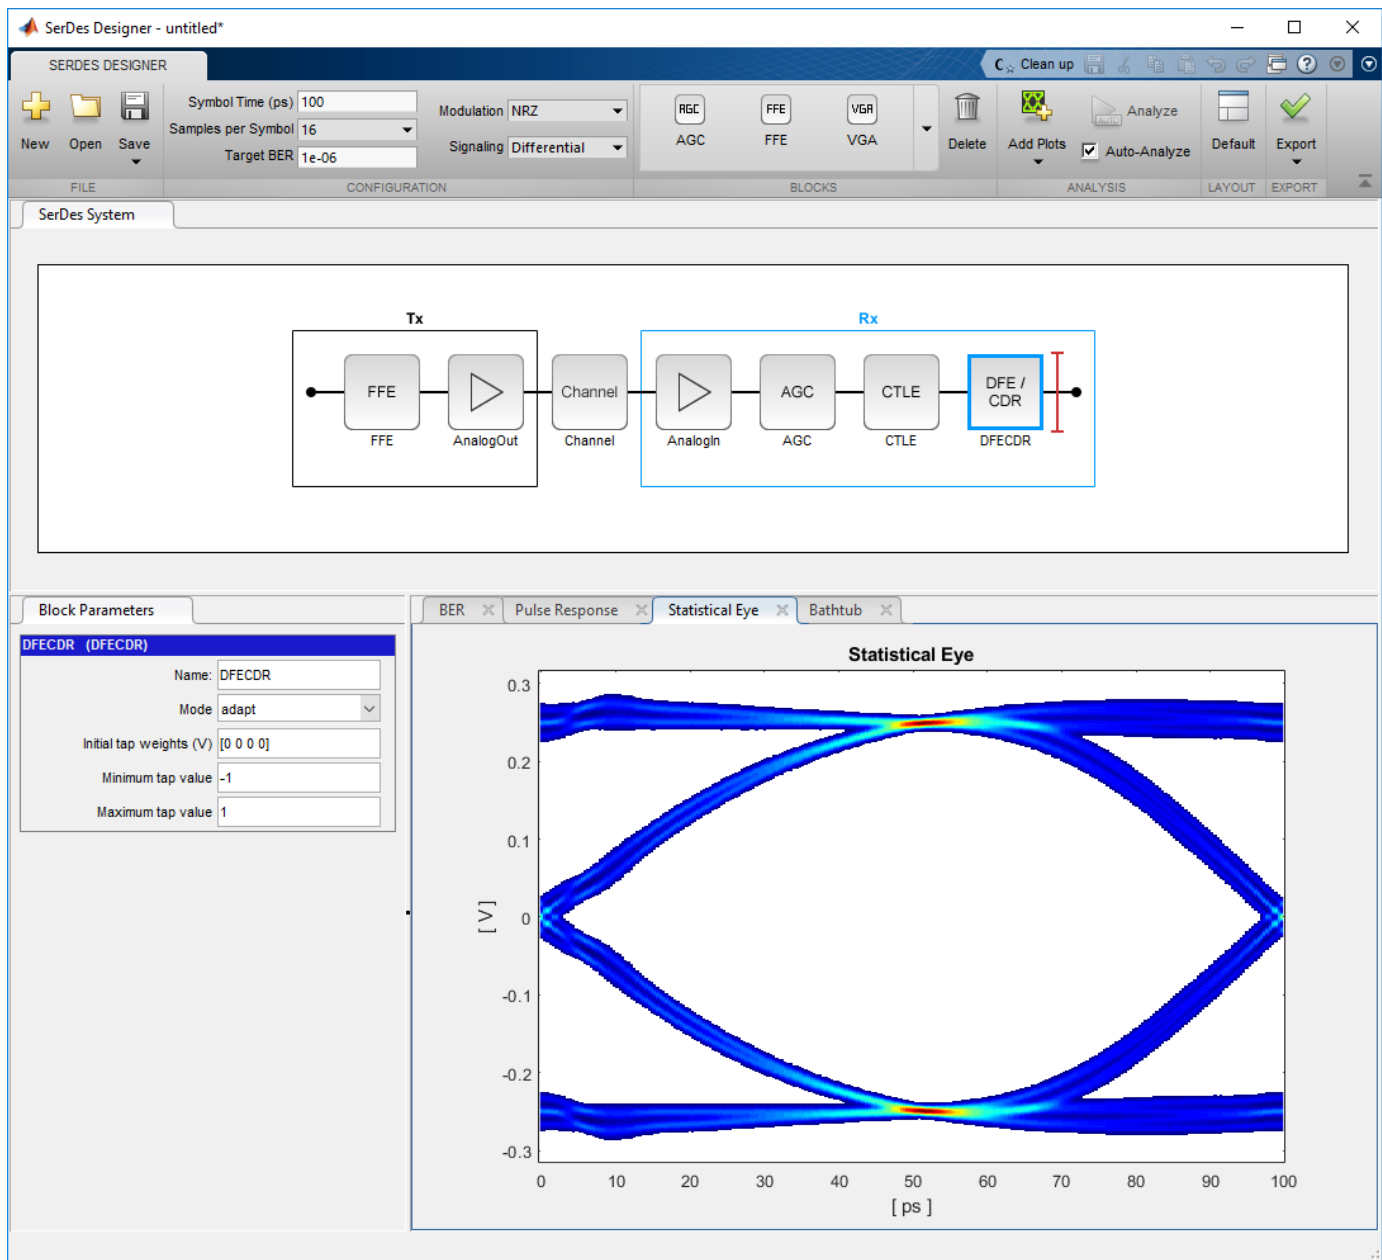 SerDes Designer - untitled*
SERDES DESIGNER
Clean up
Symbol Time (ps) 100
Samples per Symbol 16
Target BER 1e-06
Modulation NRZ
Signaling Differential
New Open Save
AGC FFE VGA
AGC FFE VGA
Delete
Add Plots
AUTO Analyze
Auto-Analyze
Default
Export
FILE CONFIGURATION BLOCKS ANALYSIS LAYOUT EXPORT
SerDes System
Tx Rx
FFE Channel AGC CTLE DFE / CDR
FFE AnalogOut Channel AnalogIn AGC CTLE DFECDR
Block Parameters
DFECDR (DFECDR)
Name: DFECDR
Mode adapt
Initial tap weights (V) [0 0 0 0]
Minimum tap value -1
Maximum tap value 1
BER Pulse Response Statistical Eye Bathtub
Statistical Eye
0.3
0.2
0.1
0
-0.1
-0.2
-0.3
[ V ]
0 10 20 30 40 50 60 70 80 90 100
[ ps ]